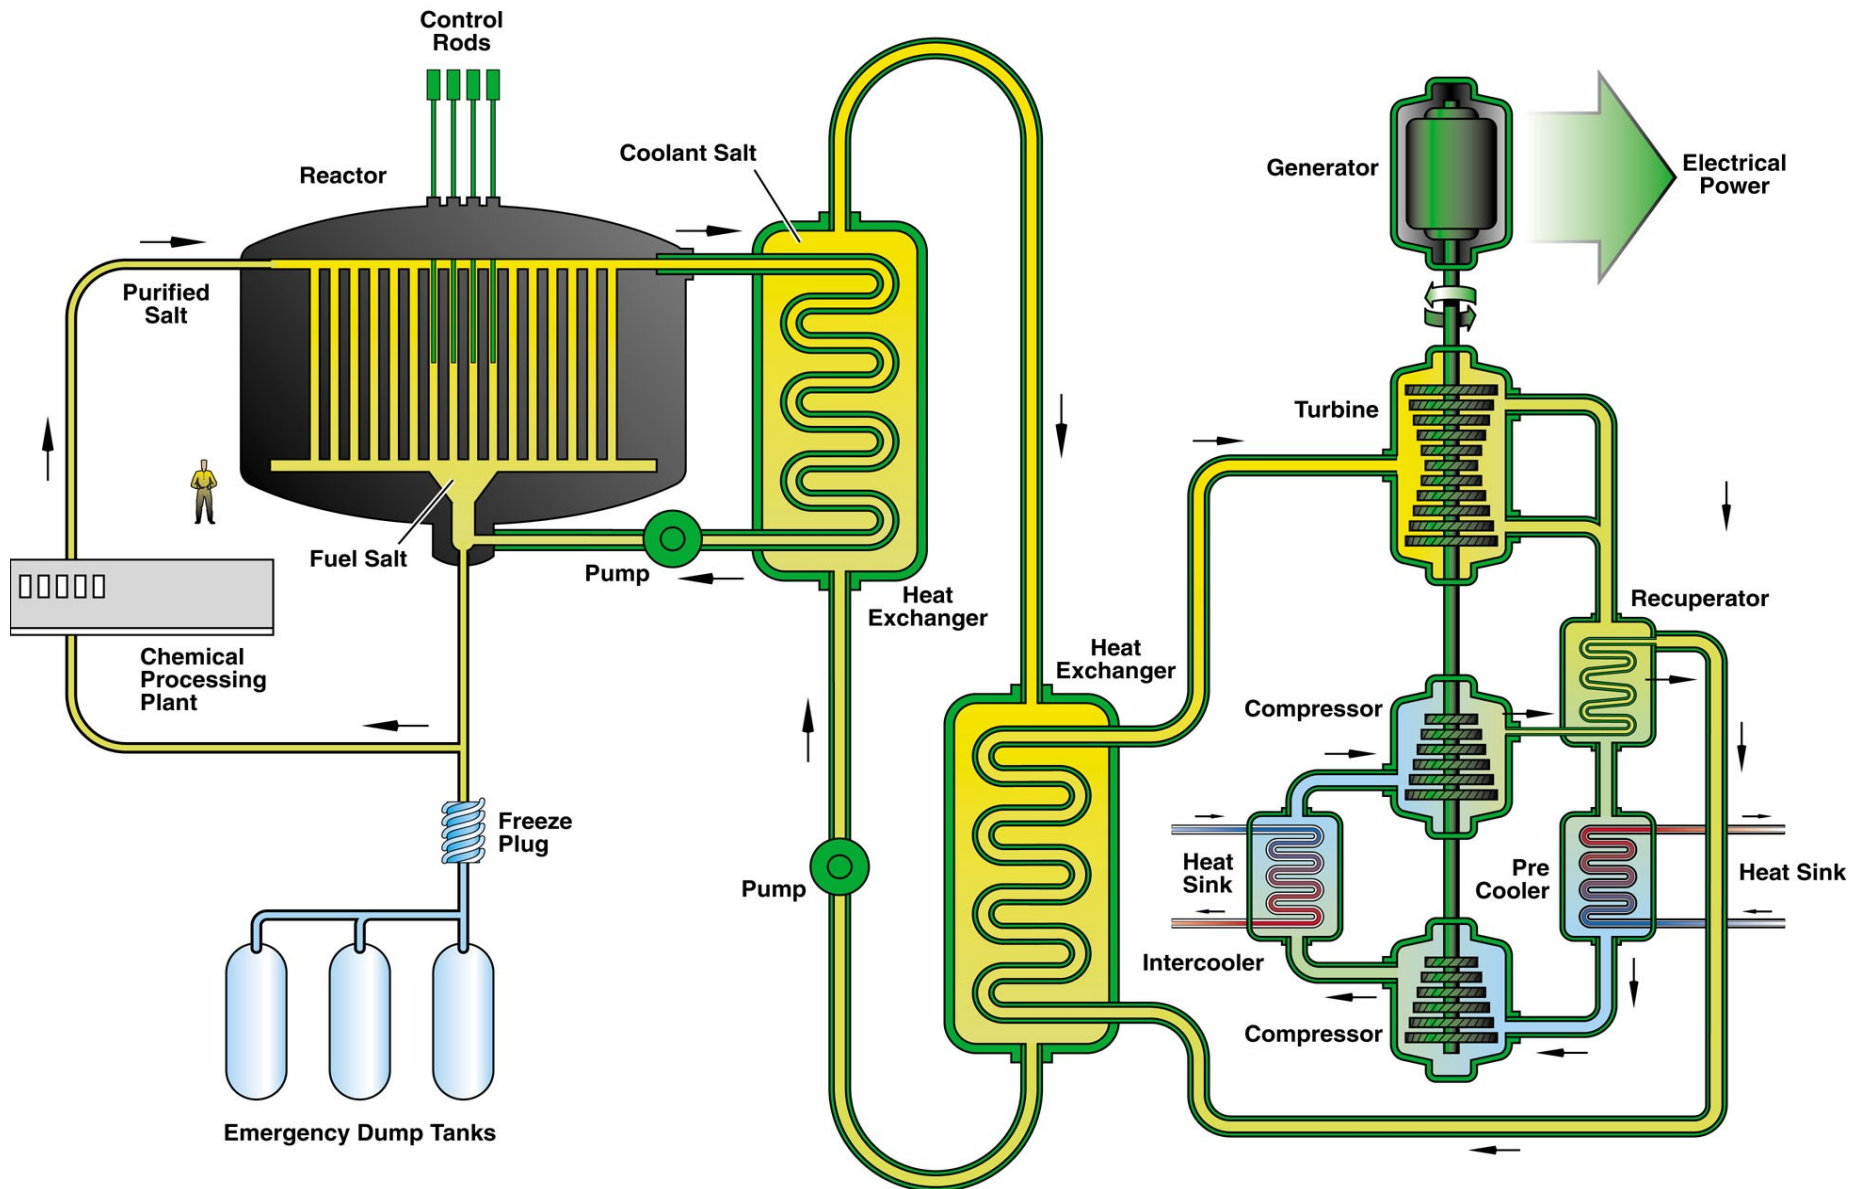 Control
Rods
Coolant Salt
Reactor
Generator
Electrical
Power
Purified
Salt
Turbine
Fuel Salt
Pump
Heat
Exchanger
Recuperator
Chemical
Processing
Plant
Heat
Exchanger
Compressor
Freeze
Plug
Pump
Heat
Sink
Pre
Cooler
Heat Sink
Intercooler
Compressor
Emergency Dump Tanks